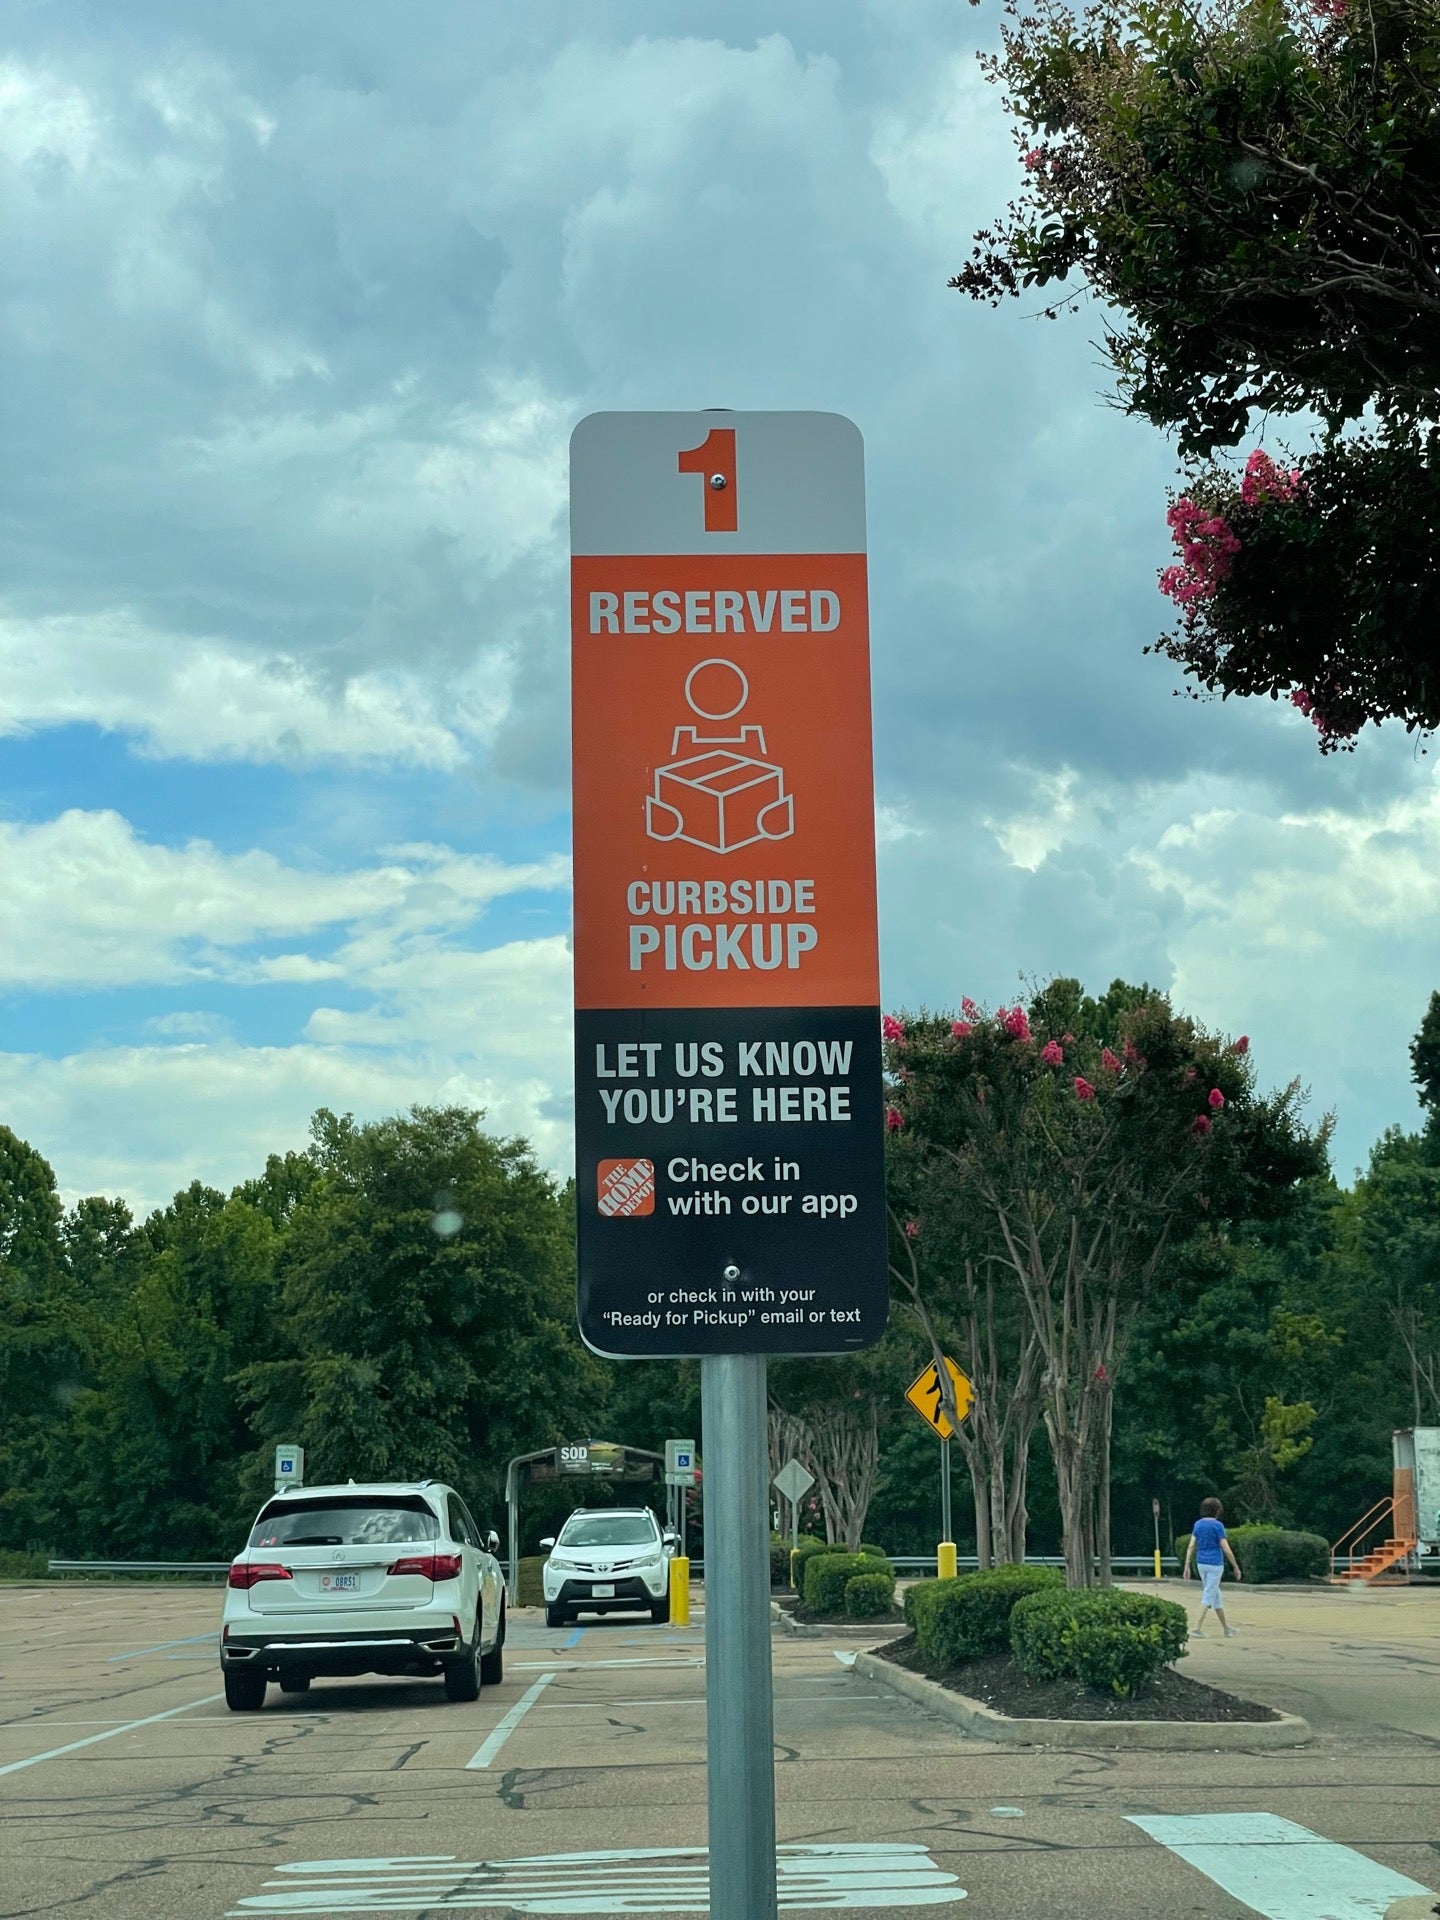 1
RESERVED
CURBSIDE
PICKUP
LET US KNOW
YOU'RE HERE
THE
HOME
DEPOT
Check in
with our app
or check in with your
“Ready for Pickup” email or text
SOD